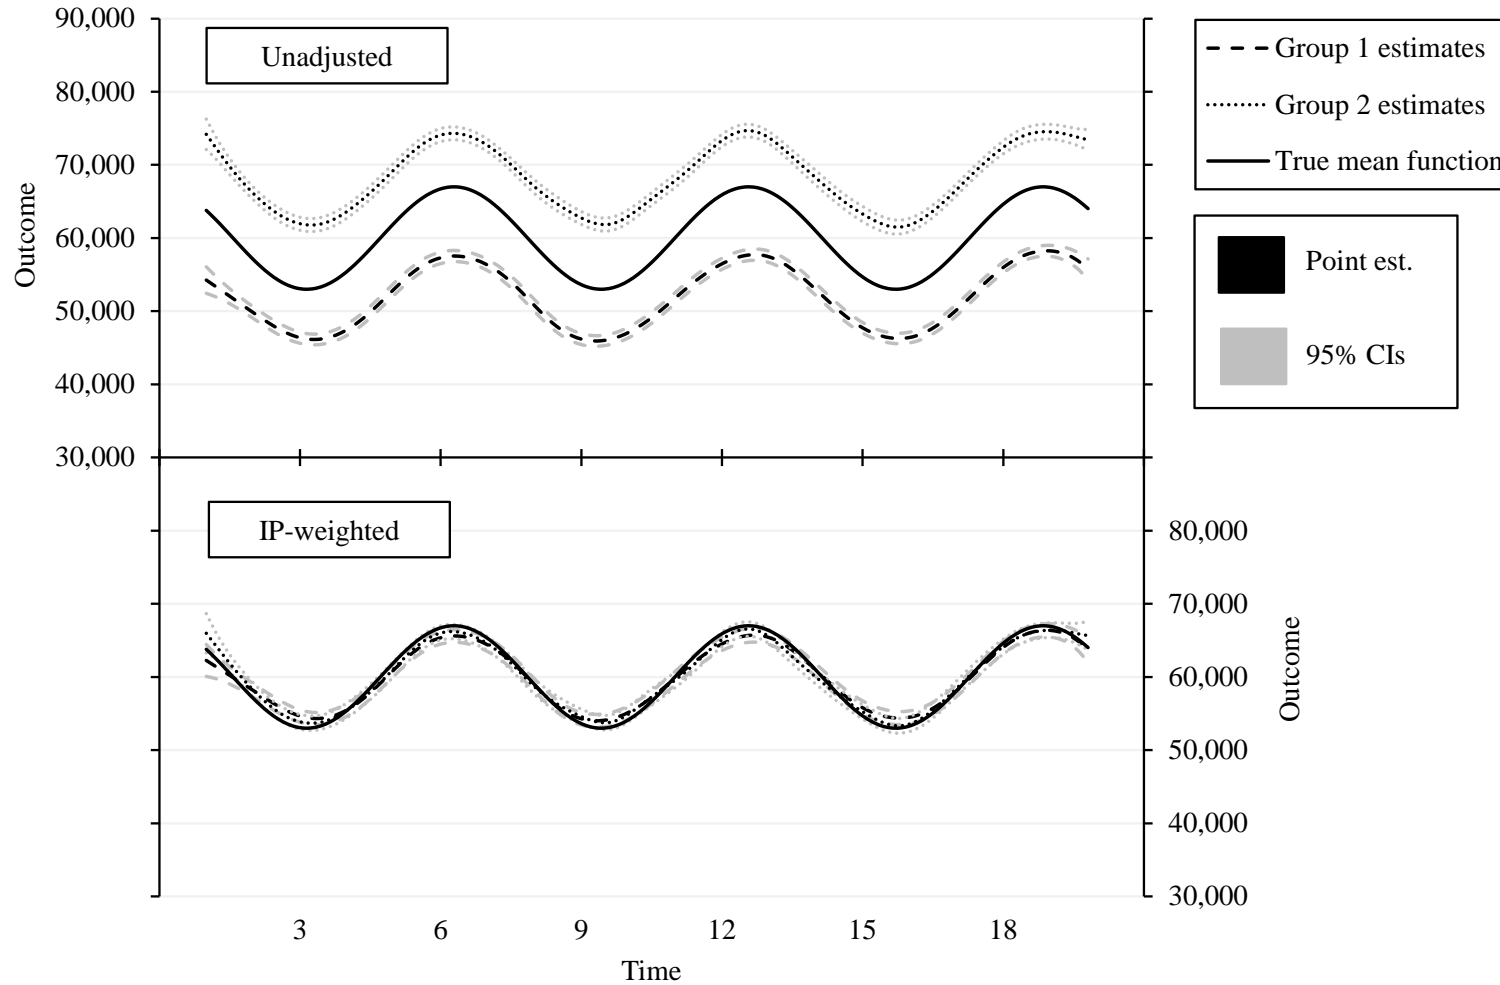 90,000
80,000
70,000
60,000
50,000
40,000
30,000
Outcome
Unadjusted
Group 1 estimates
Group 2 estimates
True mean function
Point est.
95% CIs
IP-weighted
80,000
70,000
60,000
50,000
40,000
30,000
Outcome
3 6 9 12 15 18
Time